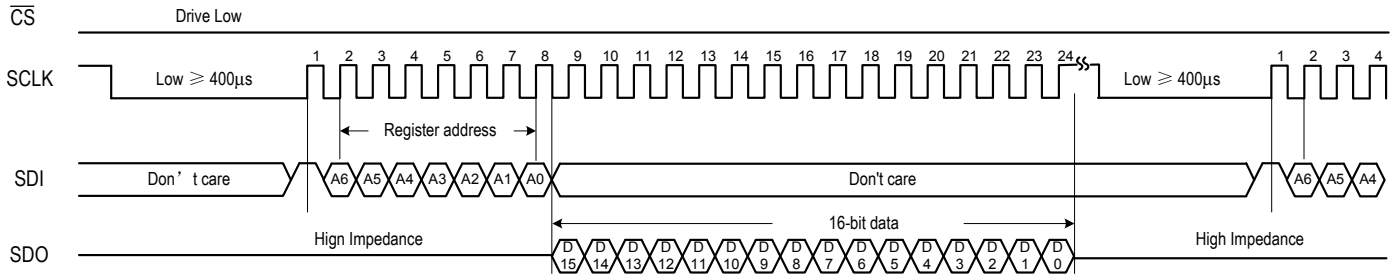 CS Drive Low
1 2 3 4 5 6 7 8 9 10 11 12 13 14 15 16 17 18 19 20 21 22 23 24 1 2 3 4
SCLK Low ≥ 400μs Low ≥ 400μs
Register address
SDI Don't care A6 A5 A4 A3 A2 A1 A0 Don't care A6 A5 A4
16-bit data
SDO Hign Impedance D15 D14 D13 D12 D11 D10 D9 D8 D7 D6 D5 D4 D3 D2 D1 D0 High Impedance